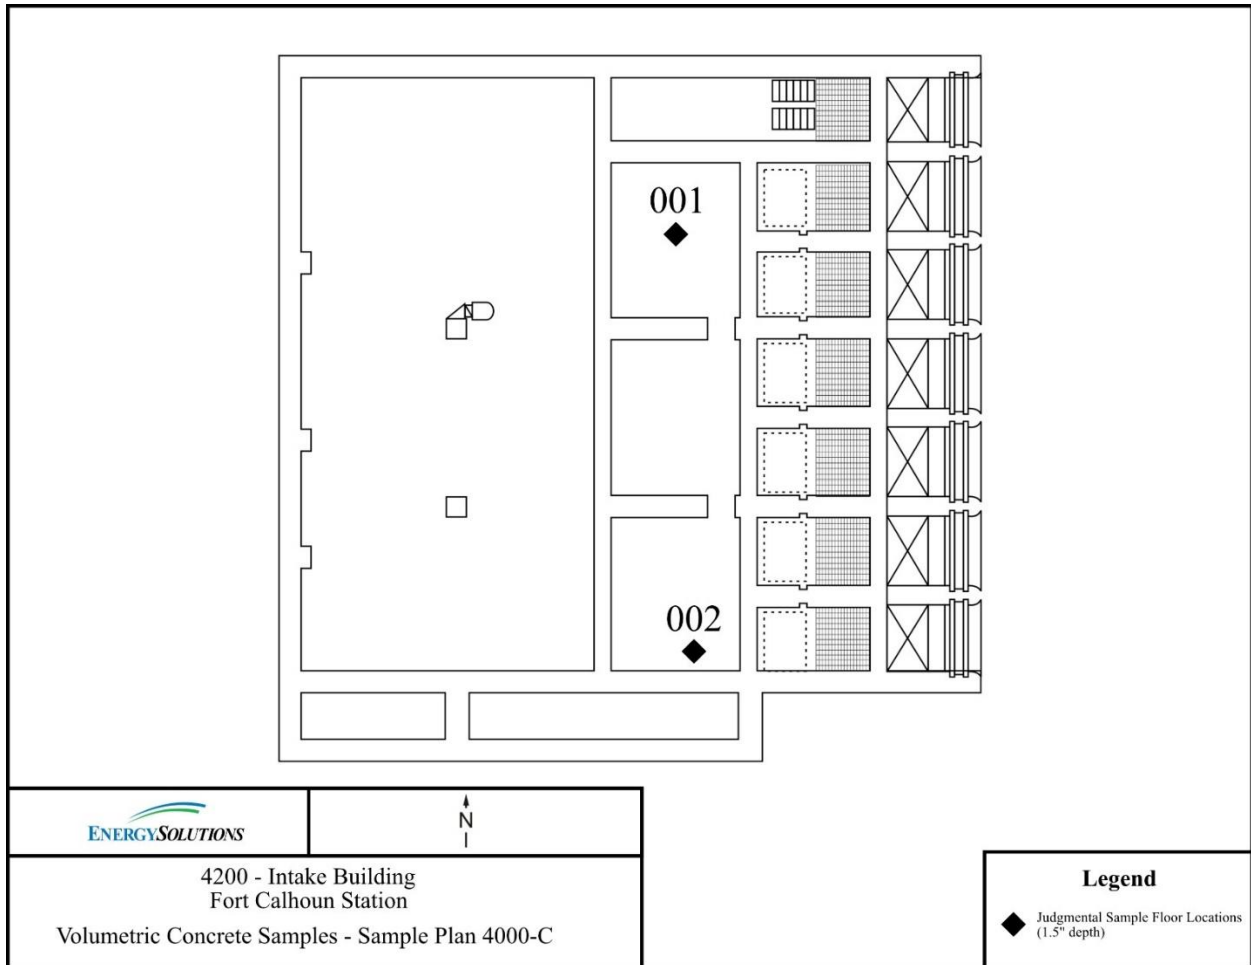 001
002
ENERGYSOLUTIONS
N
4200 - Intake Building
Fort Calhoun Station
Volumetric Concrete Samples - Sample Plan 4000-C
Legend
Judgmental Sample Floor Locations
(1.5" depth)